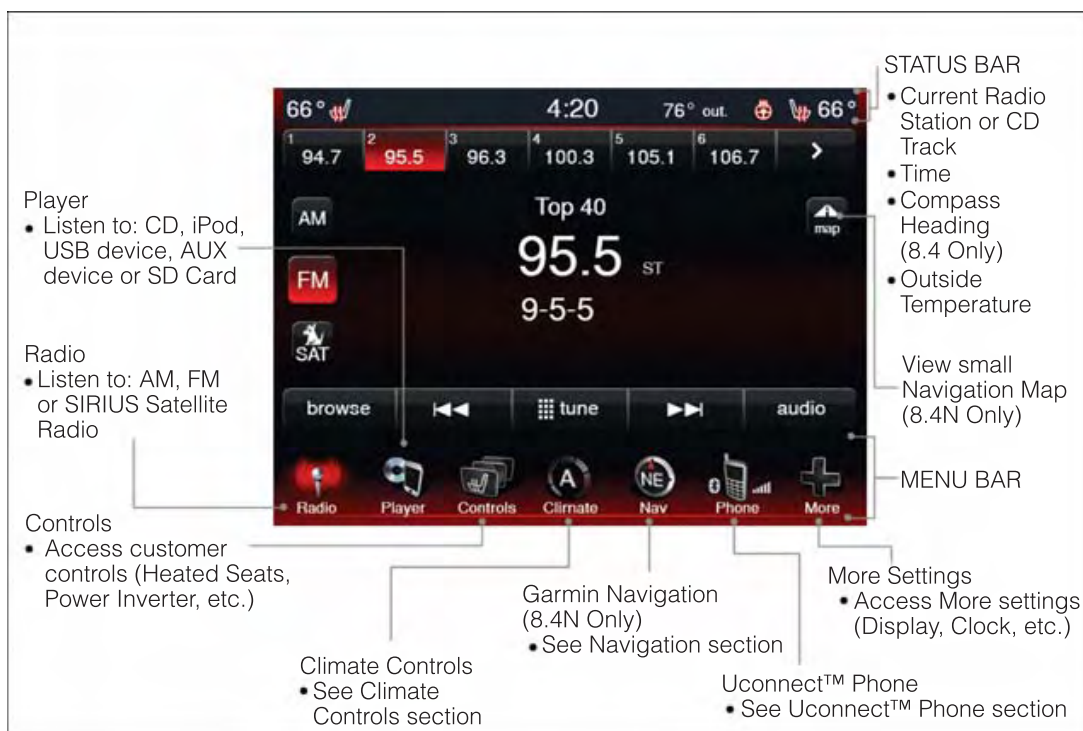 STATUS BAR
• Current Radio
Station or CD
Track
• Time
• Compass
Heading
(8.4 Only)
• Outside
Temperature
66°
4:20
76° out.
66°
1 94.7
2 95.5
3 96.3
4 100.3
5 105.1
6 106.7
>
Player
• Listen to: CD, iPod,
USB device, AUX
device or SD Card
AM
Top 40
map
95.5 ST
FM
9-5-5
SAT
Radio
• Listen to: AM, FM
or SIRIUS Satellite
Radio
View small
Navigation Map
(8.4N Only)
browse
tune
audio
MENU BAR
A
NE
Radio
Player
Controls
Climate
Nav
Phone
More
Controls
• Access customer
controls (Heated Seats,
Power Inverter, etc.)
Climate Controls
• See Climate
Controls section
Garmin Navigation
(8.4N Only)
• See Navigation section
Uconnect™ Phone
• See Uconnect™ Phone section
More Settings
• Access More settings
(Display, Clock, etc.)